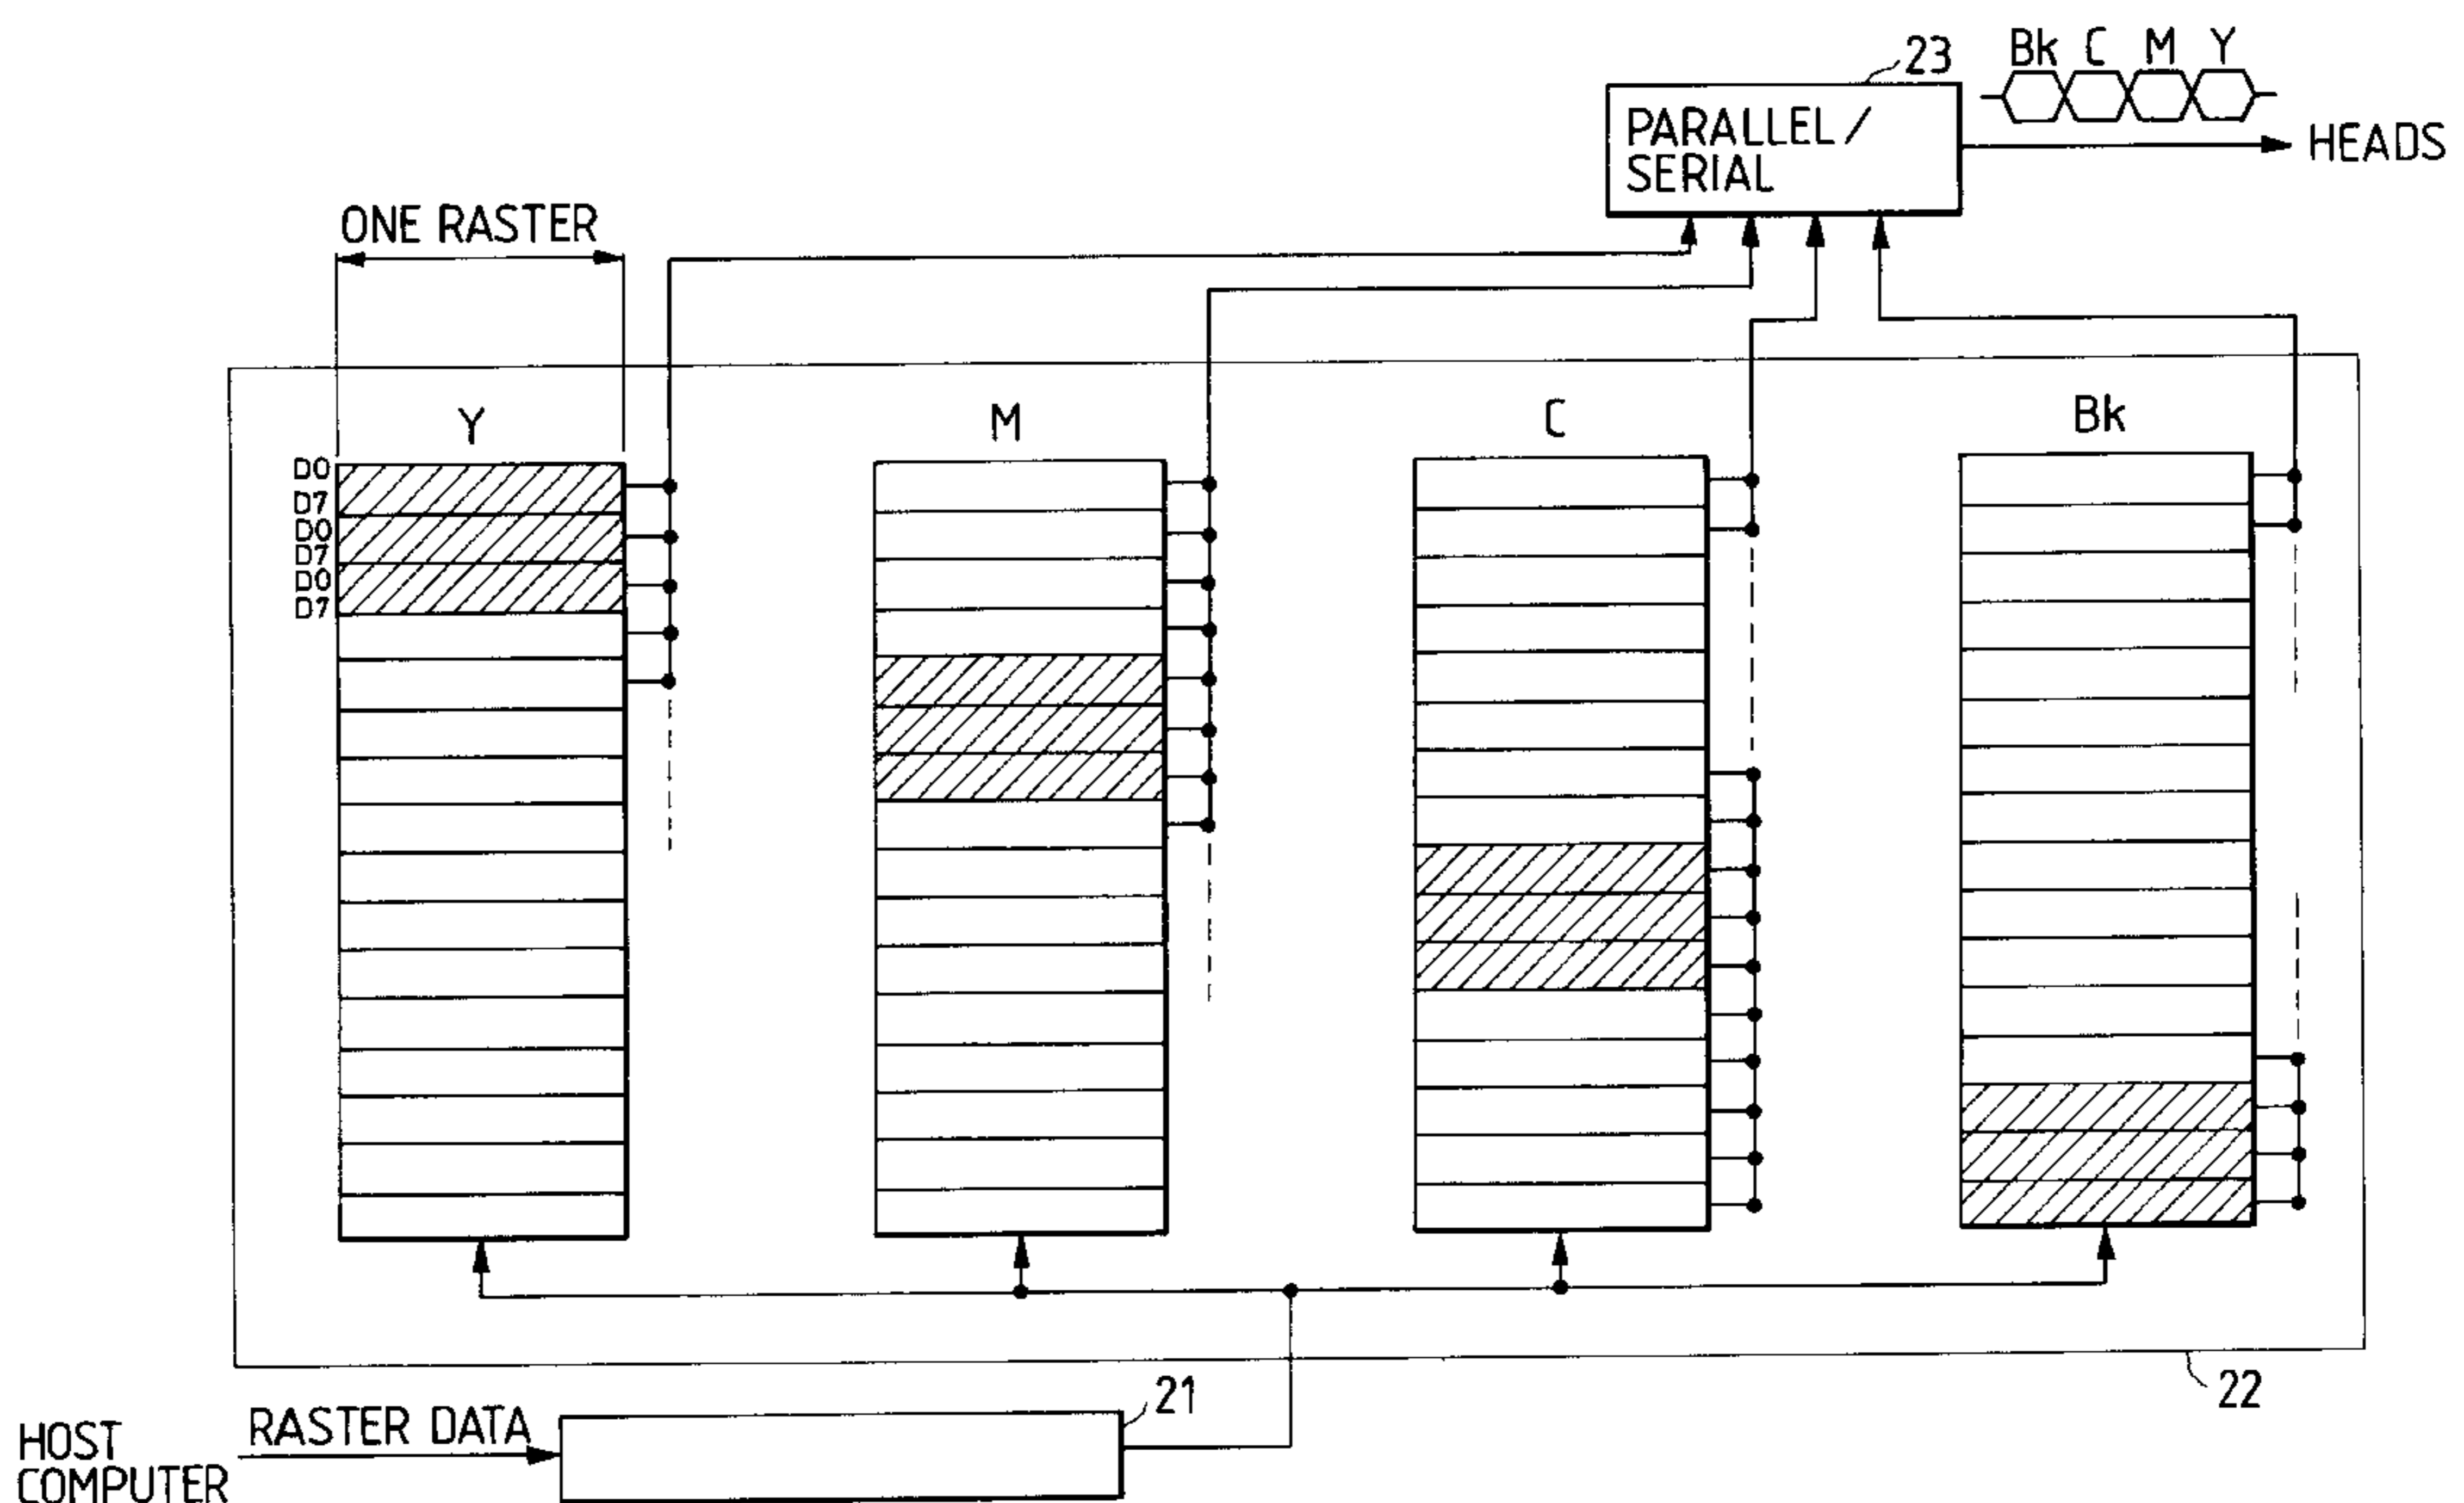 Bk C M Y
23
PARALLEL/
SERIAL
HEADS
ONE RASTER
Y
M
C
Bk
D0
D7
D0
D7
D0
D7
21
22
HOST
COMPUTER
RASTER DATA